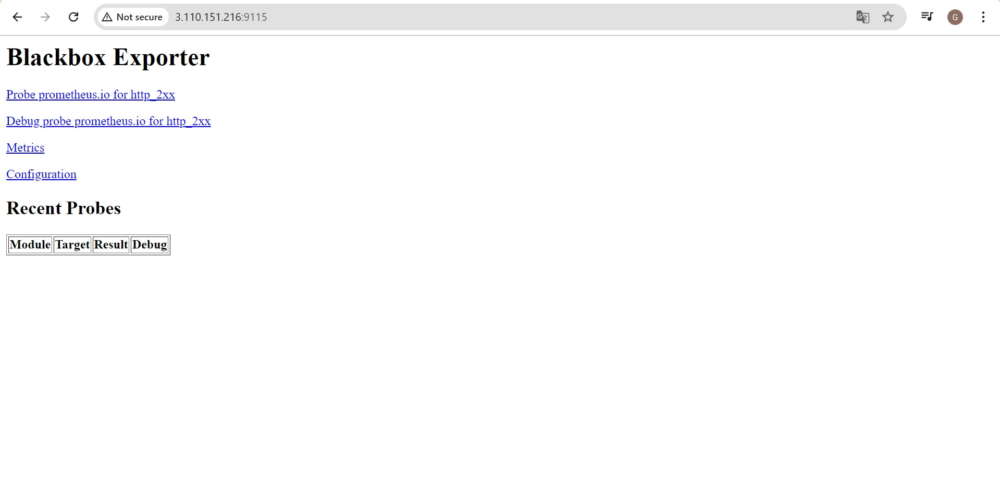 Not secure 3.110.151.216:9115
G
Blackbox Exporter
Probe prometheus.io for http_2xx
Debug probe prometheus.io for http_2xx
Metrics
Configuration
Recent Probes
Module Target Result Debug